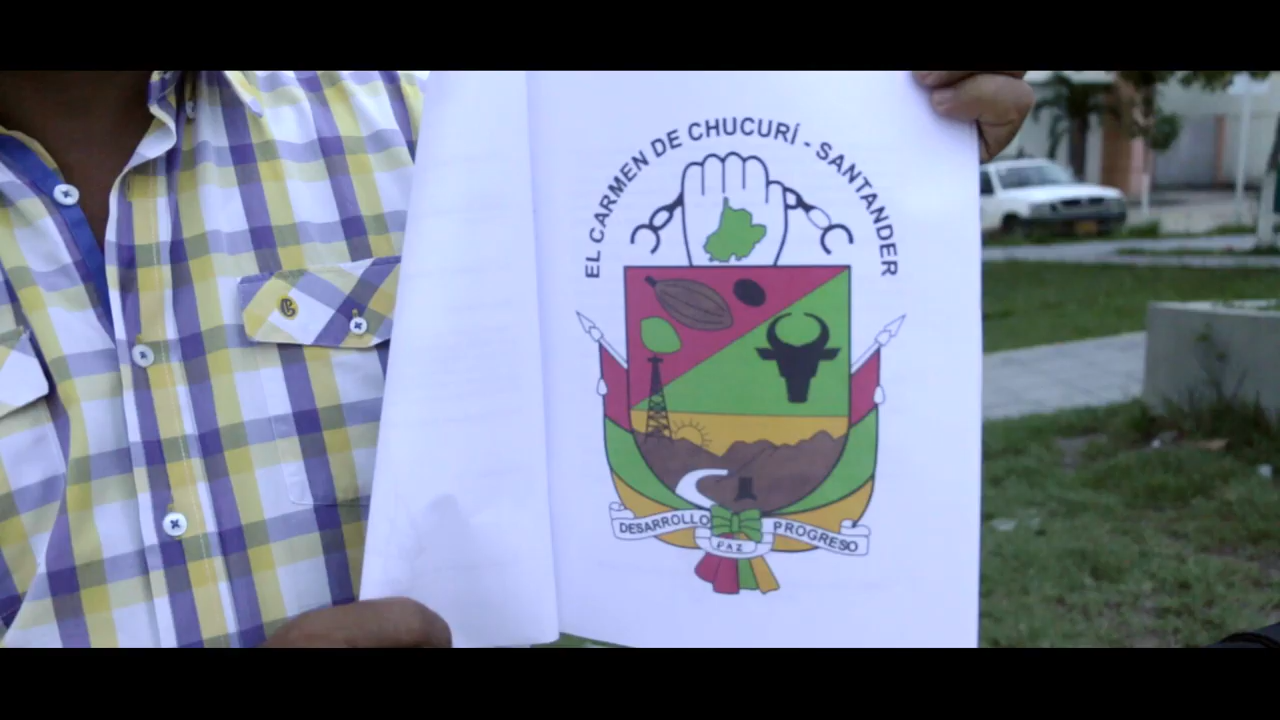 EL CARMEN DE CHUCURÍ - SANTANDER
DESARROLLO
PAZ
PROGRESO